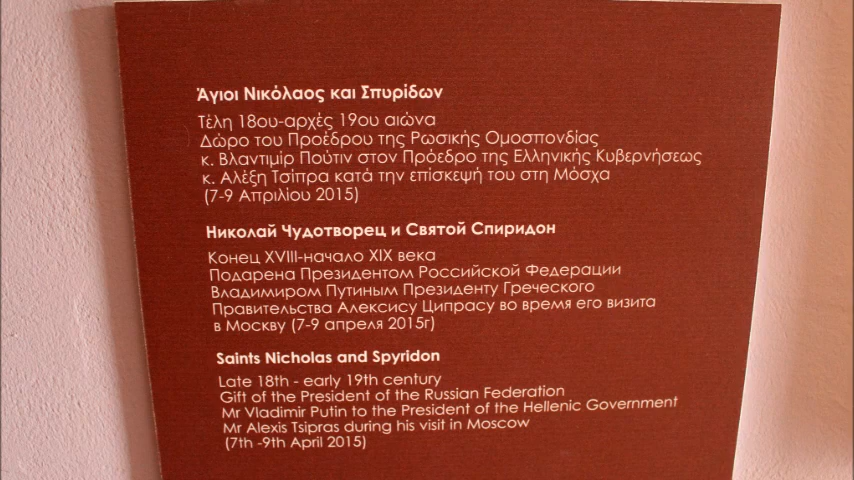 Άγιοι Νικόλαος και Σπυρίδων
Τέλη 18ου-αρχές 19ου αιώνα
Δώρο του Προέδρου της Ρωσικής Ομοσπονδίας
κ. Βλαντιμίρ Πούτιν στον Πρόεδρο της Ελληνικής Κυβερνήσεως
κ. Αλέξη Τσίπρα κατά την επίσκεψή του στη Μόσχα
(7-9 Απριλίου 2015)
Николай Чудотворец и Святой Спиридон
Конец XVIII-начало XIX века
Подарена Президентом Российской Федерации
Владимиром Путиным Президенту Греческого
Правительства Алексису Ципрасу во время его визита
в Москву (7-9 апреля 2015г)
Saints Nicholas and Spyridon
Late 18th - early 19th century
Gift of the President of the Russian Federation
Mr Vladimir Putin to the President of the Hellenic Government
Mr Alexis Tsipras during his visit in Moscow
(7th -9th April 2015)